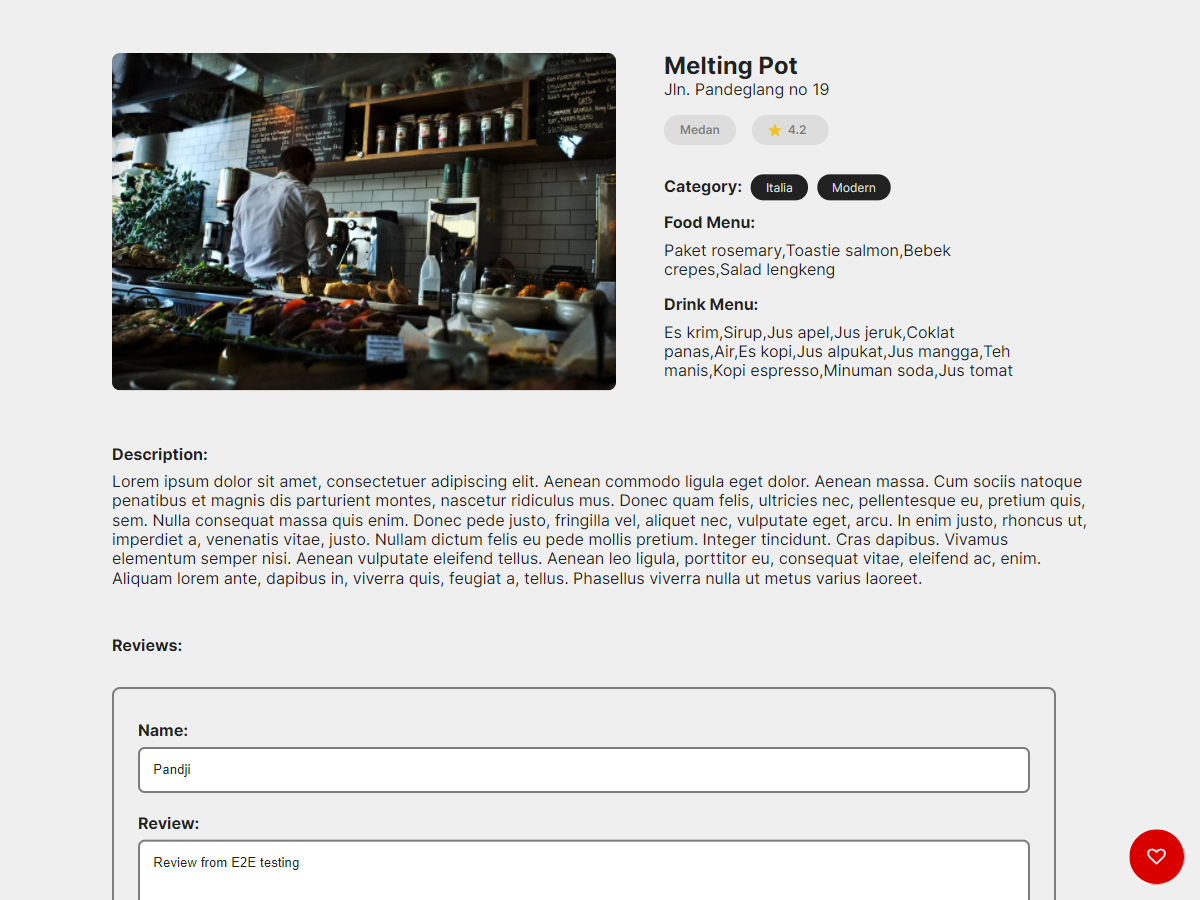 Melting Pot
Jln. Pandeglang no 19
Medan
4.2
Category:
Italia
Modern
Food Menu:
Paket rosemary,Toastie salmon,Bebek
crepes,Salad lengkeng
Drink Menu:
Es krim,Sirup,Jus apel,Jus jeruk,Coklat
panas,Air,Es kopi,Jus alpukat,Jus mangga,Teh
manis,Kopi espresso,Minuman soda,Jus tomat
Description:
Lorem ipsum dolor sit amet, consectetuer adipiscing elit. Aenean commodo ligula eget dolor. Aenean massa. Cum sociis natoque
penatibus et magnis dis parturient montes, nascetur ridiculus mus. Donec quam felis, ultricies nec, pellentesque eu, pretium quis,
sem. Nulla consequat massa quis enim. Donec pede justo, fringilla vel, aliquet nec, vulputate eget, arcu. In enim justo, rhoncus ut,
imperdiet a, venenatis vitae, justo. Nullam dictum felis eu pede mollis pretium. Integer tincidunt. Cras dapibus. Vivamus
elementum semper nisi. Aenean vulputate eleifend tellus. Aenean leo ligula, porttitor eu, consequat vitae, eleifend ac, enim.
Aliquam lorem ante, dapibus in, viverra quis, feugiat a, tellus. Phasellus viverra nulla ut metus varius laoreet.
Reviews:
Name:
Pandji
Review:
Review from E2E testing